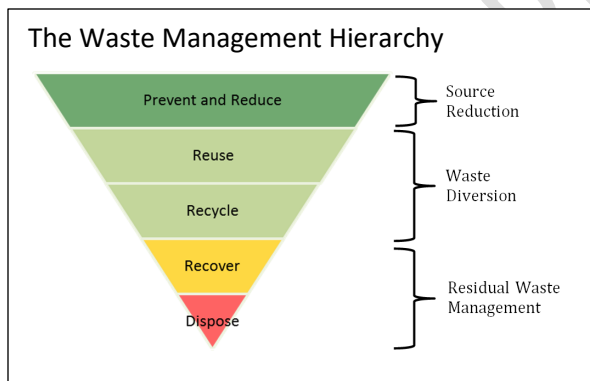 The Waste Management Hierarchy
Prevent and Reduce
Source
Reduction
Reuse
Waste
Diversion
Recycle
Recover
Residual Waste
Management
Dispose